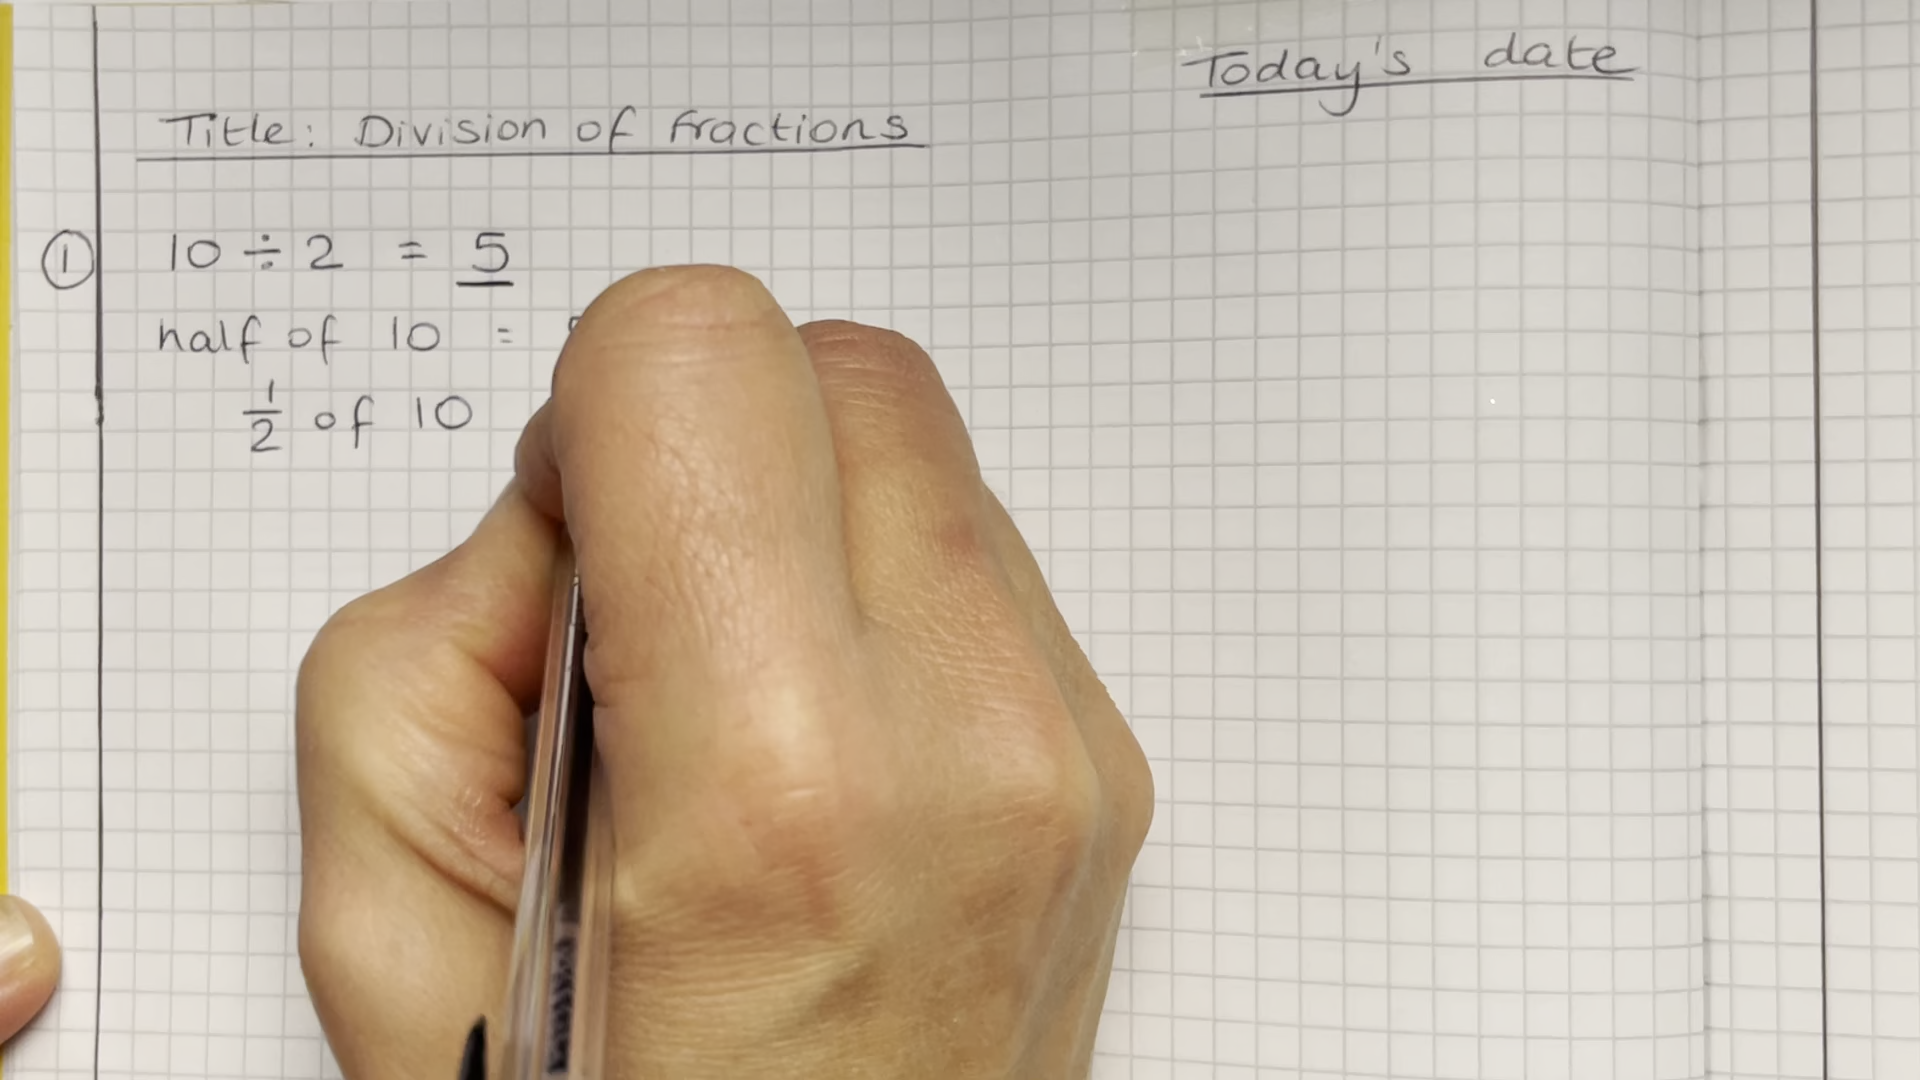 Today's date
Title: Division of fractions
① 10 ÷ 2 = 5
half of 10 =
1/2 of 10